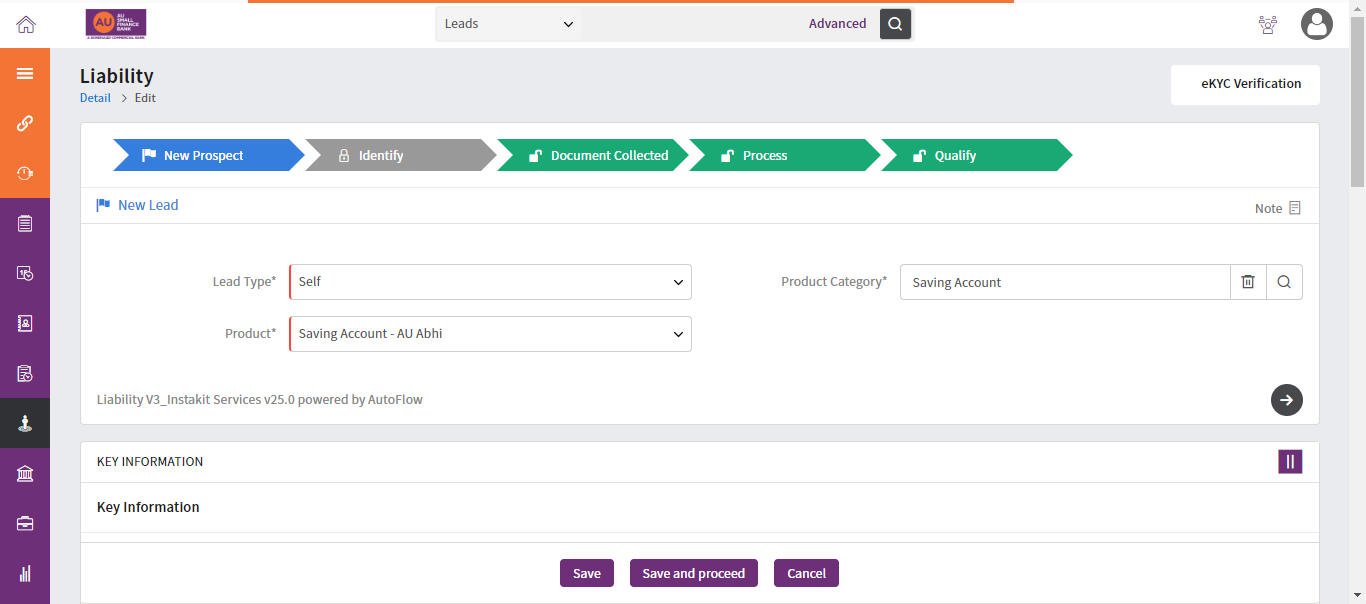 AU
AU
SMALL
FINANCE
BANK
A SCHEDULED COMMERCIAL BANK
Leads
Advanced
Liability
Detail > Edit
eKYC Verification
New Prospect
Identify
Document Collected
Process
Qualify
New Lead
Note
Lead Type*
Self
Product Category*
Saving Account
Product*
Saving Account - AU Abhi
Liability V3_Instakit Services v25.0 powered by AutoFlow
KEY INFORMATION
Key Information
Save
Save and proceed
Cancel